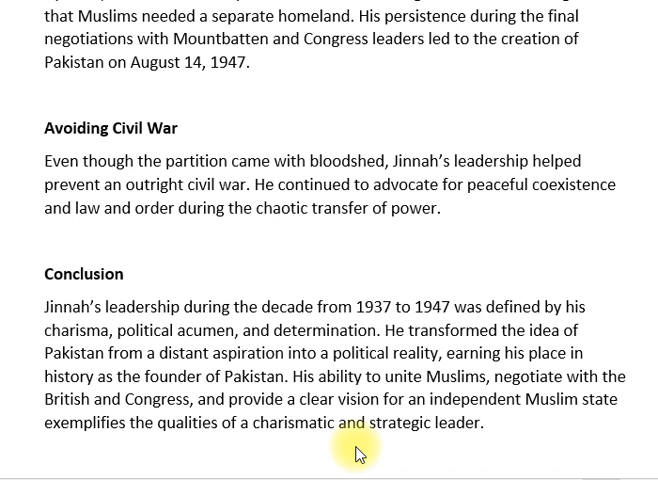 that Muslims needed a separate homeland. His persistence during the final
negotiations with Mountbatten and Congress leaders led to the creation of
Pakistan on August 14, 1947.
Avoiding Civil War
Even though the partition came with bloodshed, Jinnah’s leadership helped
prevent an outright civil war. He continued to advocate for peaceful coexistence
and law and order during the chaotic transfer of power.
Conclusion
Jinnah’s leadership during the decade from 1937 to 1947 was defined by his
charisma, political acumen, and determination. He transformed the idea of
Pakistan from a distant aspiration into a political reality, earning his place in
history as the founder of Pakistan. His ability to unite Muslims, negotiate with the
British and Congress, and provide a clear vision for an independent Muslim state
exemplifies the qualities of a charismatic and strategic leader.